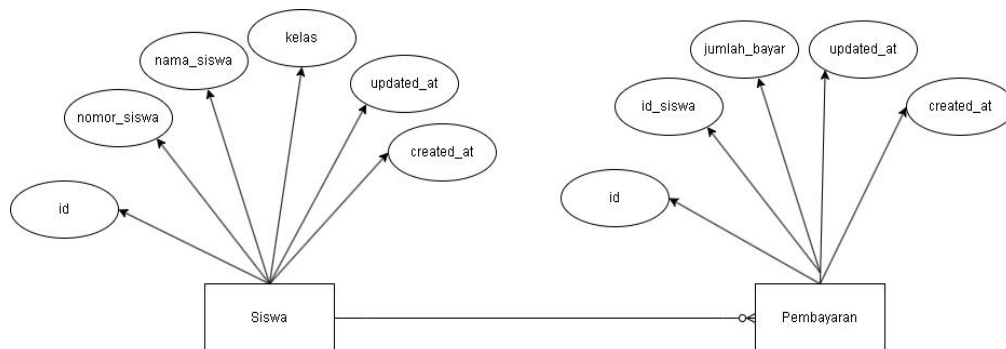 kelas
nama_siswa
updated_at
nomor_siswa
created_at
id
Siswa
jumlah_bayar
updated_at
id_siswa
created_at
id
Pembayaran